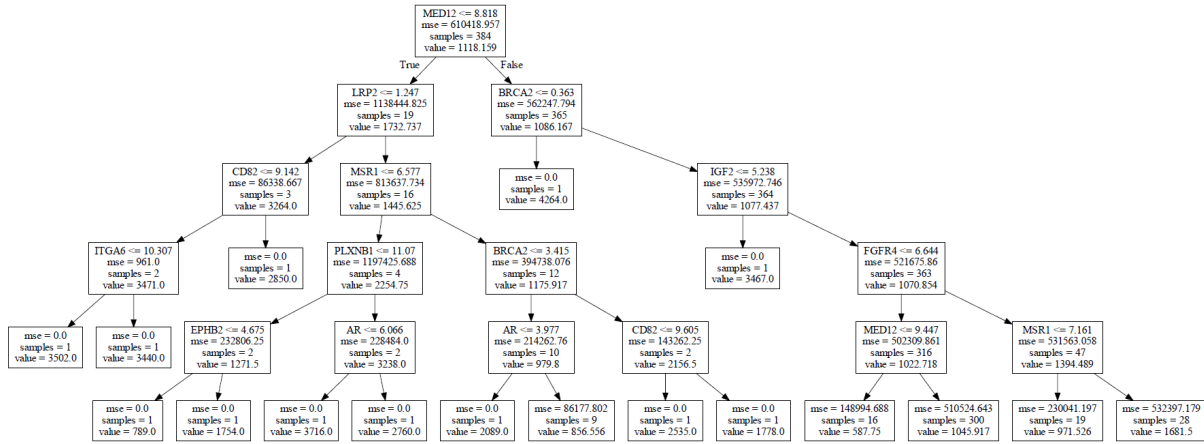 MED12 <= 8.818
mse = 610418.957
samples = 384
value = 1118.159
True
False
LRP2 <= 1.247
mse = 1138444.825
samples = 19
value = 1732.737
BRCA2 <= 0.363
mse = 562247.794
samples = 365
value = 1086.167
CD82 <= 9.142
mse = 86338.667
samples = 3
value = 3264.0
MSR1 <= 6.577
mse = 813637.734
samples = 16
value = 1445.625
mse = 0.0
samples = 1
value = 4264.0
IGF2 <= 5.238
mse = 535972.746
samples = 364
value = 1077.437
ITGA6 <= 10.307
mse = 961.0
samples = 2
value = 3471.0
mse = 0.0
samples = 1
value = 2850.0
PLXNB1 <= 11.07
mse = 1197425.688
samples = 4
value = 2254.75
BRCA2 <= 3.415
mse = 394738.076
samples = 12
value = 1175.917
mse = 0.0
samples = 1
value = 3467.0
FGFR4 <= 6.644
mse = 521675.86
samples = 363
value = 1070.854
mse = 0.0
samples = 1
value = 3502.0
mse = 0.0
samples = 1
value = 3440.0
EPHB2 <= 4.675
mse = 232806.25
samples = 2
value = 1271.5
AR <= 6.066
mse = 228484.0
samples = 2
value = 3238.0
AR <= 3.977
mse = 214262.76
samples = 10
value = 979.8
CD82 <= 9.605
mse = 143262.25
samples = 2
value = 2156.5
MED12 <= 9.447
mse = 502309.861
samples = 316
value = 1022.718
MSR1 <= 7.161
mse = 531563.058
samples = 47
value = 1394.489
mse = 0.0
samples = 1
value = 789.0
mse = 0.0
samples = 1
value = 1754.0
mse = 0.0
samples = 1
value = 3716.0
mse = 0.0
samples = 1
value = 2760.0
mse = 0.0
samples = 1
value = 2089.0
mse = 86177.802
samples = 9
value = 856.556
mse = 0.0
samples = 1
value = 2535.0
mse = 0.0
samples = 1
value = 1778.0
mse = 148994.688
samples = 16
value = 587.75
mse = 510524.643
samples = 300
value = 1045.917
mse = 230041.197
samples = 19
value = 971.526
mse = 532397.179
samples = 28
value = 1681.5